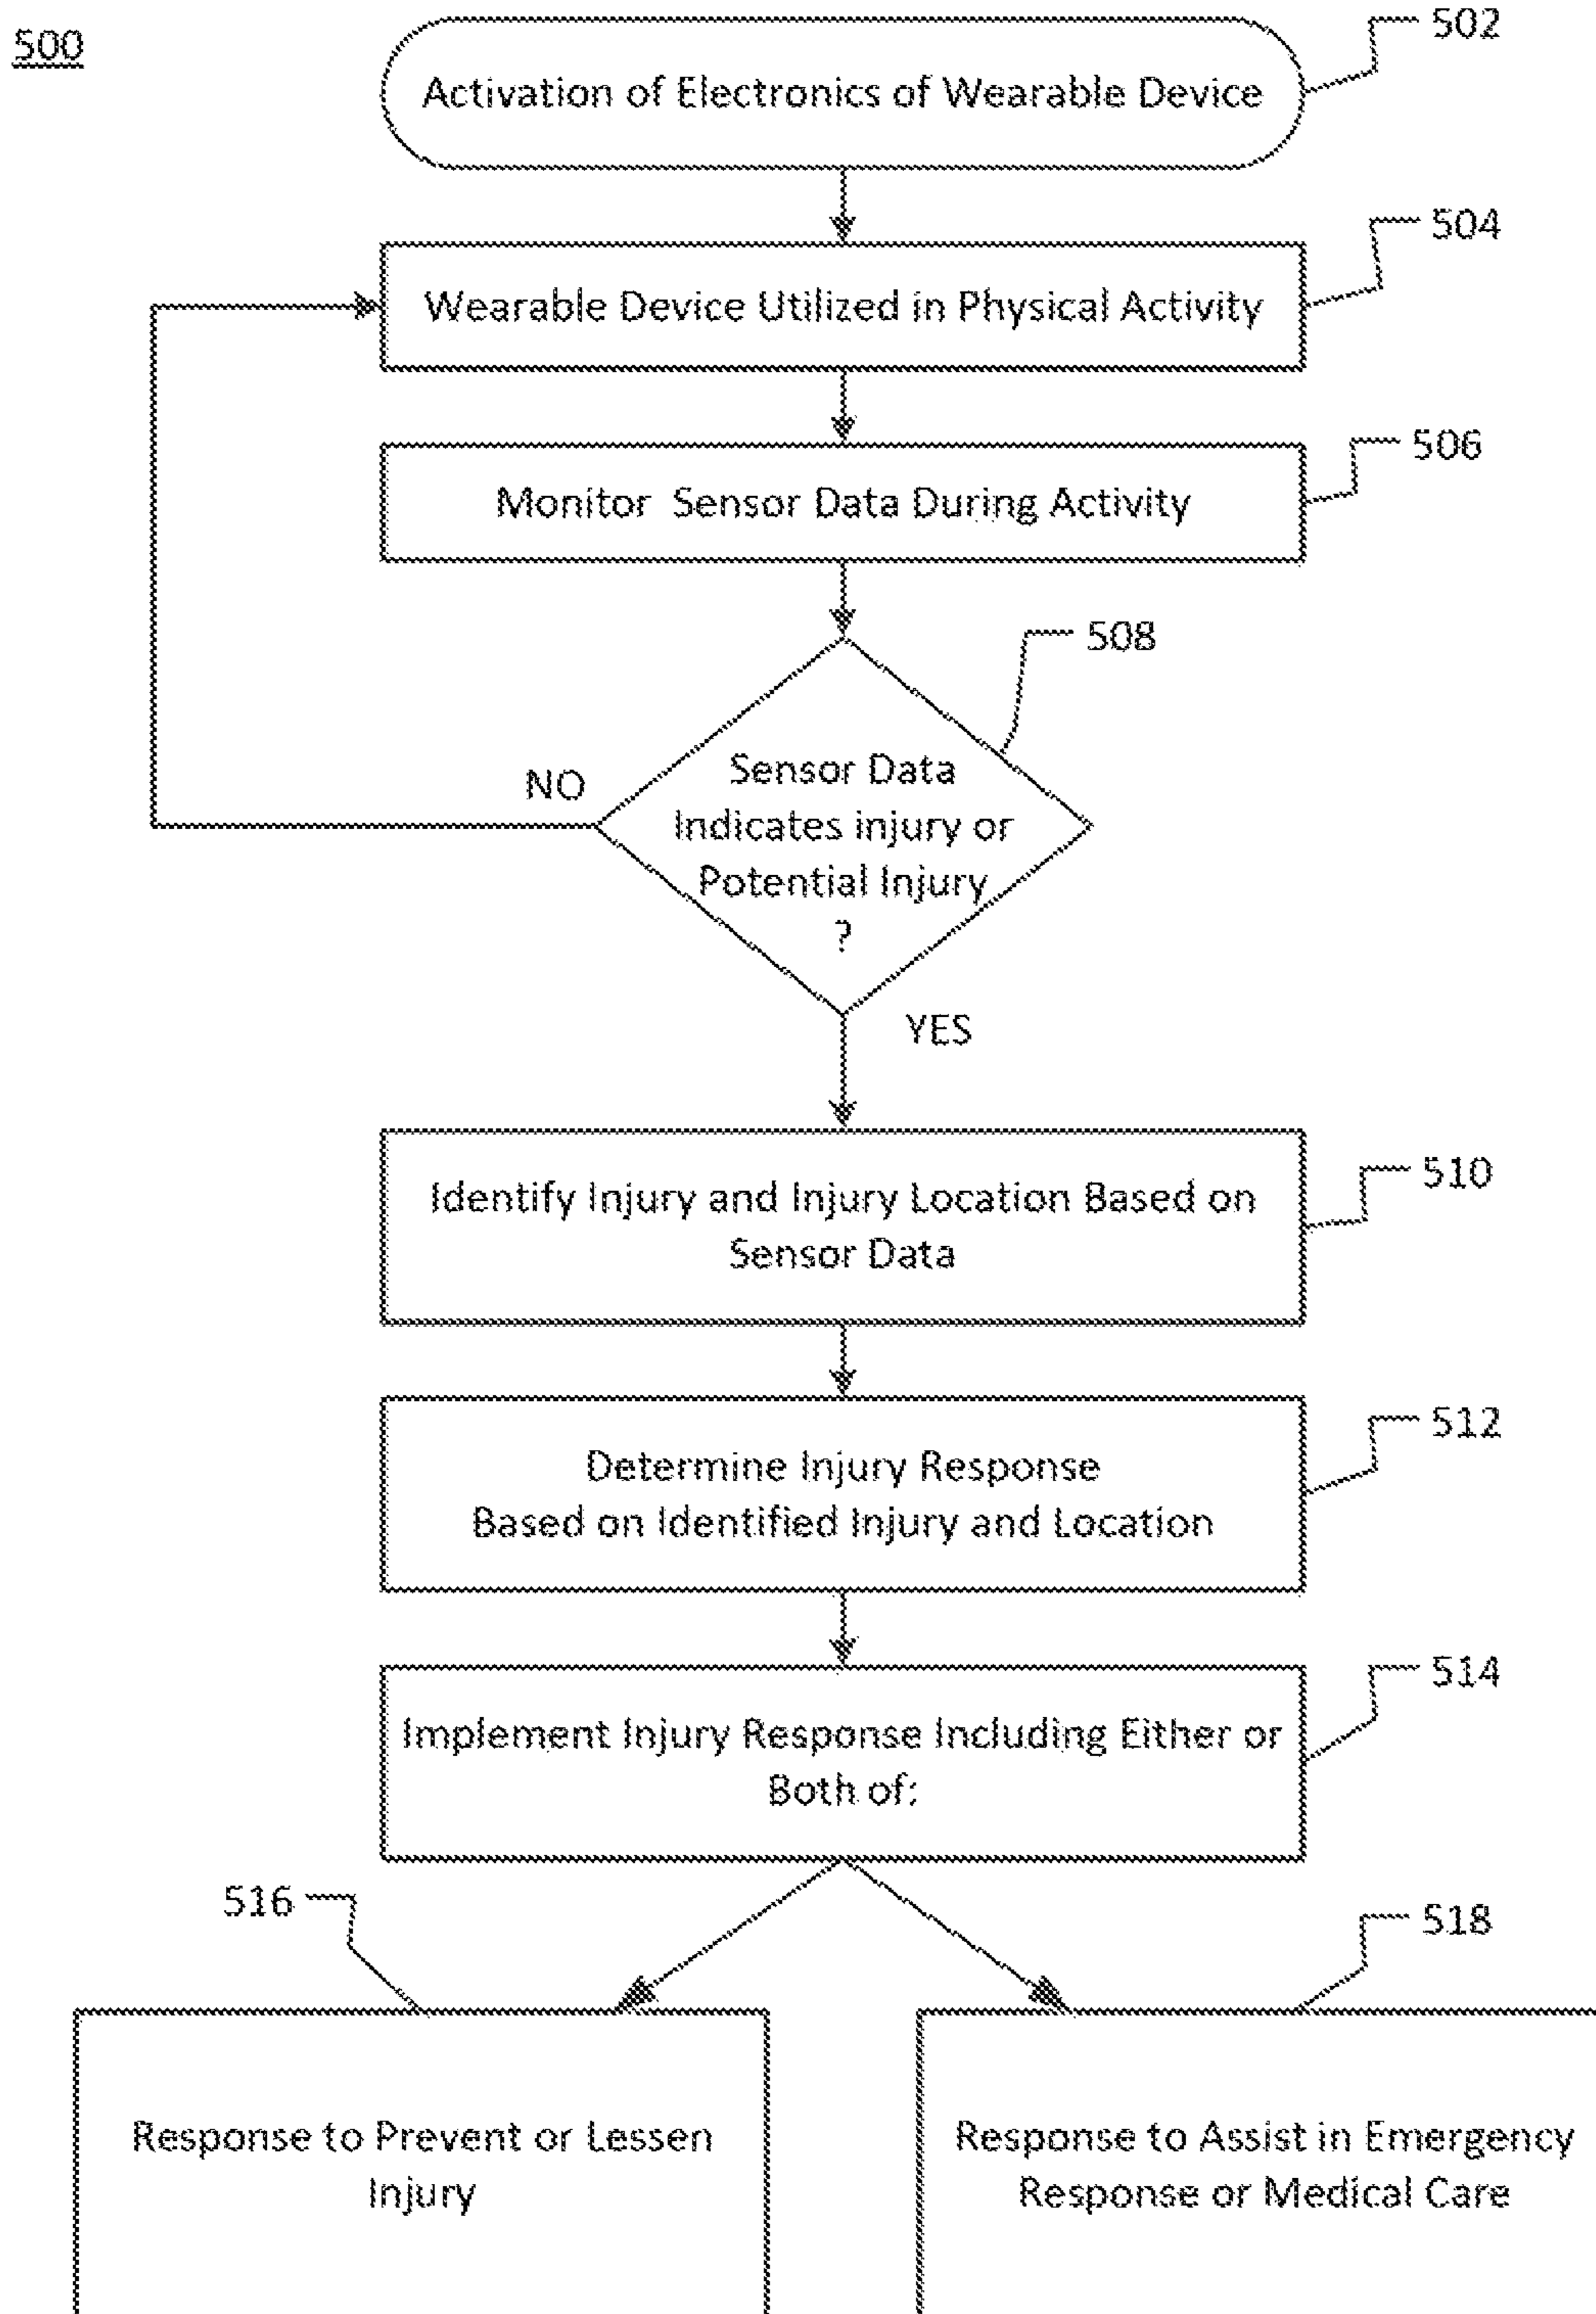 500
502
Activation of Electronics of Wearable Device
504
Wearable Device Utilized in Physical Activity
506
Monitor Sensor Data During Activity
508
NO
Sensor Data
Indicates injury or
Potential Injury
?
YES
510
Identify Injury and Injury Location Based on
Sensor Data
512
Determine Injury Response
Based on Identified Injury and Location
514
Implement Injury Response Including Either or
Both of:
516
518
Response to Prevent or Lessen
Injury
Response to Assist in Emergency
Response or Medical Care